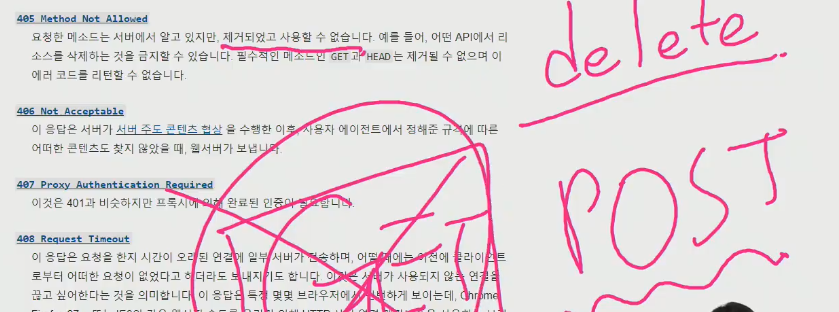 405 Method Not Allowed
요청한 메소드는 서버에서 알고 있지만, 제거되었고 사용할 수 없습니다. 예를 들어, 어떤 API에서 리
소스를 삭제하는 것을 금지할 수 있습니다. 필수적인 메소드인 GET과 HEAD는 제거될 수 없으며 이
에러 코드를 리턴할 수 없습니다.
delete
406 Not Acceptable
이 응답은 서버가 서버 주도 콘텐츠 협상 을 수행한 이후, 사용자 에이전트에서 정해준 규격에 따른
어떠한 콘텐츠도 찾지 않았을 때, 웹서버가 보냅니다.
POST
407 Proxy Authentication Required
이것은 401과 비슷하지만 프록시에 의해 완료된 인증이 필요합니다.
408 Request Timeout
이 응답은 요청을 한지 시간이 오래된 연결에 일부 서버가 전송하며, 어떨 때에는 이전에 클라이언트
로부터 어떠한 요청이 없었다고 하더라도 보내지기도 합니다. 이것은 서버가 사용되지 않는 연결을
끊고 싶어한다는 것을 의미합니다. 이 응답은 특정 몇몇 브라우저에서 빈번하게 보이는데, Chrome,